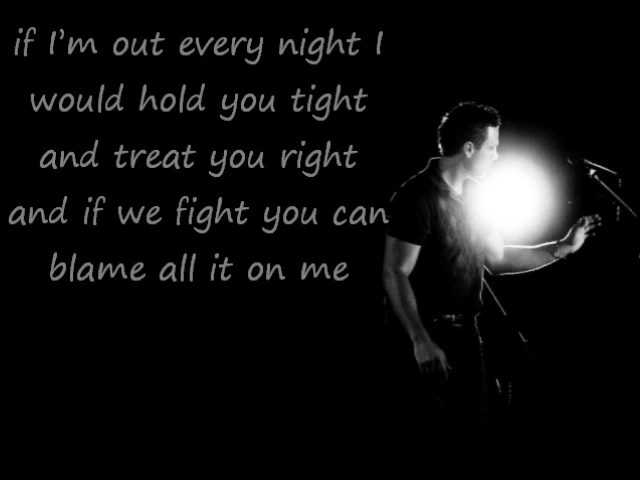 if I'm out every night I
would hold you tight
and treat you right
and if we fight you can
blame all it on me